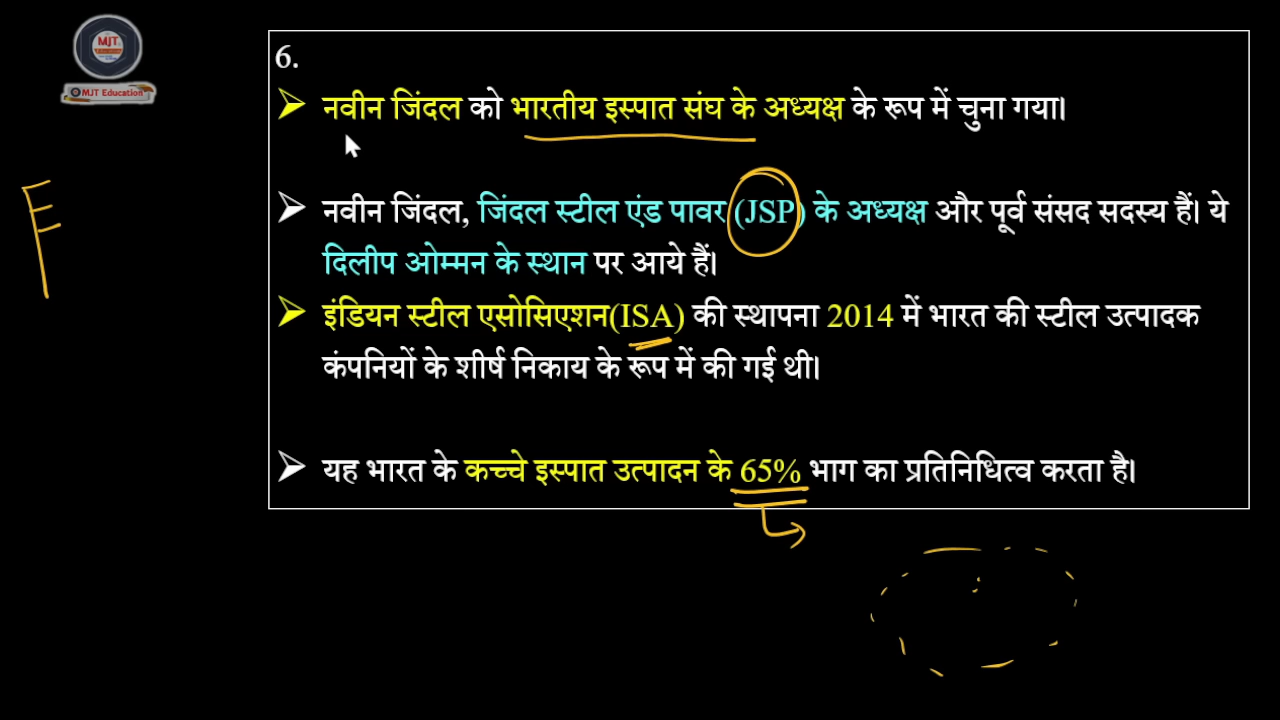 MJT
MJT Education
6.
➢ नवीन जिंदल को भारतीय इस्पात संघ के अध्यक्ष के रूप में चुना गया।
➢ नवीन जिंदल, जिंदल स्टील एंड पावर (JSP) के अध्यक्ष और पूर्व संसद सदस्य हैं। ये
दिलीप ओम्मन के स्थान पर आये हैं।
➢ इंडियन स्टील एसोसिएशन(ISA) की स्थापना 2014 में भारत की स्टील उत्पादक
कंपनियों के शीर्ष निकाय के रूप में की गई थी।
➢ यह भारत के कच्चे इस्पात उत्पादन के 65% भाग का प्रतिनिधित्व करता है।